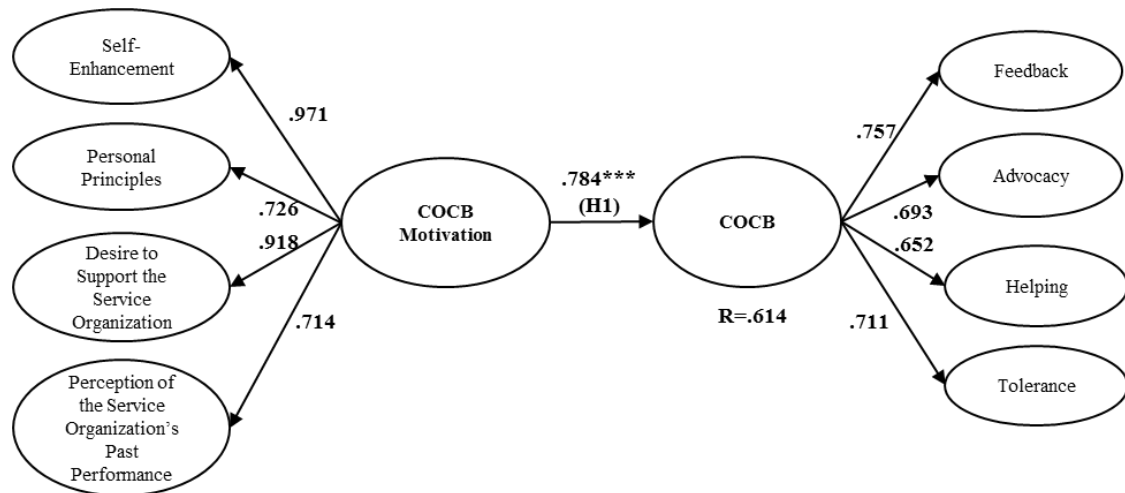 Self-
Enhancement
.971
Personal
Principles
.726
.918
Desire to
Support the
Service
Organization
.714
Perception of
the Service
Organization’s
Past
Performance
COCB
Motivation
.784***
(H1)
COCB
R=.614
.757
Feedback
.693
Advocacy
.652
Helping
.711
Tolerance